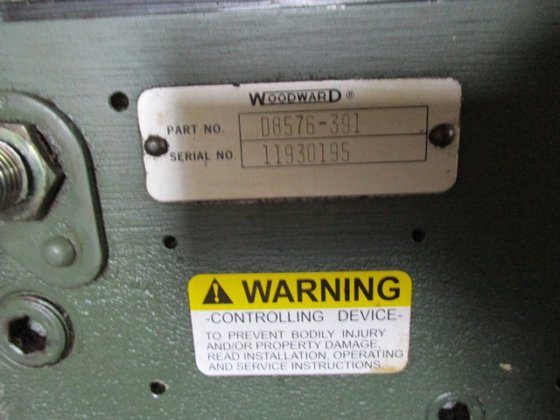 WOODWARD®
PART NO. 08576-391
SERIAL NO. 11930195
WARNING
-CONTROLLING DEVICE-
TO PREVENT BODILY INJURY
AND/OR PROPERTY DAMAGE,
READ INSTALLATION, OPERATING
AND SERVICE INSTRUCTIONS.